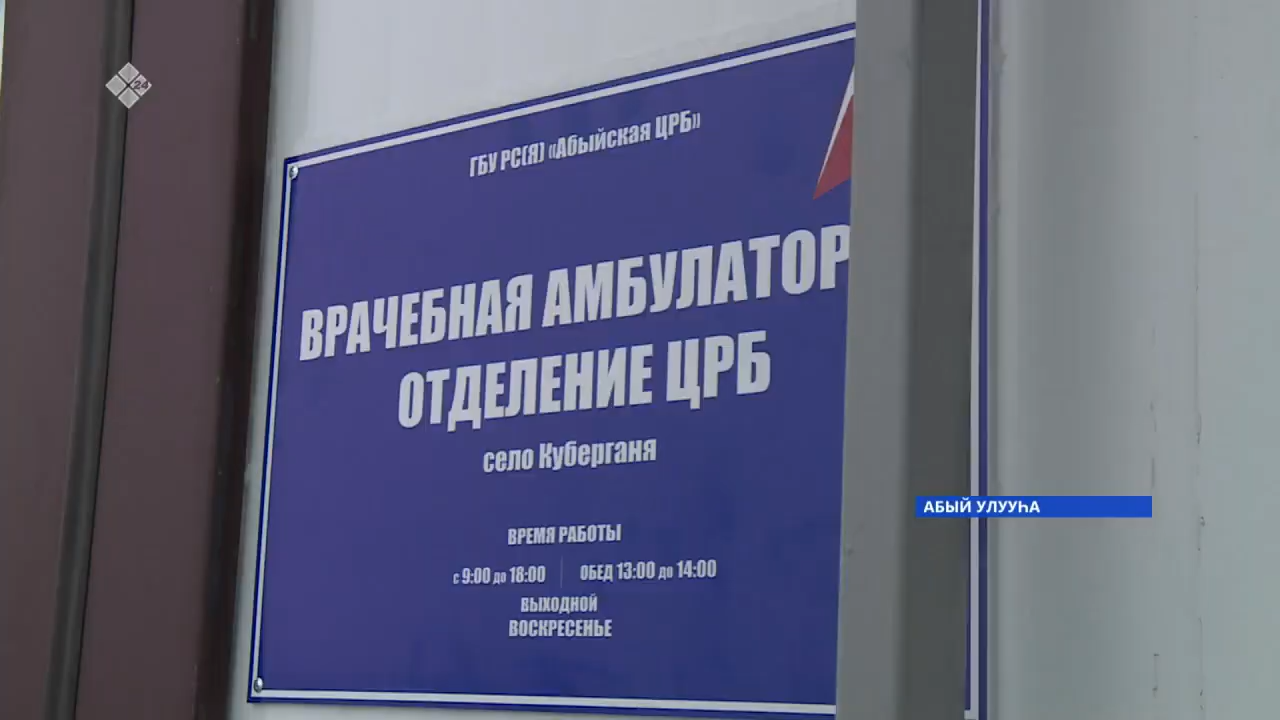 24
ГБУ РС(Я) «Абыйская ЦРБ»
ВРАЧЕБНАЯ АМБУЛАТОР
ОТДЕЛЕНИЕ ЦРБ
село Куберганя
АБЫЙ УЛУУҺА
ВРЕМЯ РАБОТЫ
с 9:00 до 18:00 ОБЕД 13:00 до 14:00
ВЫХОДНОЙ
ВОСКРЕСЕНЬЕ